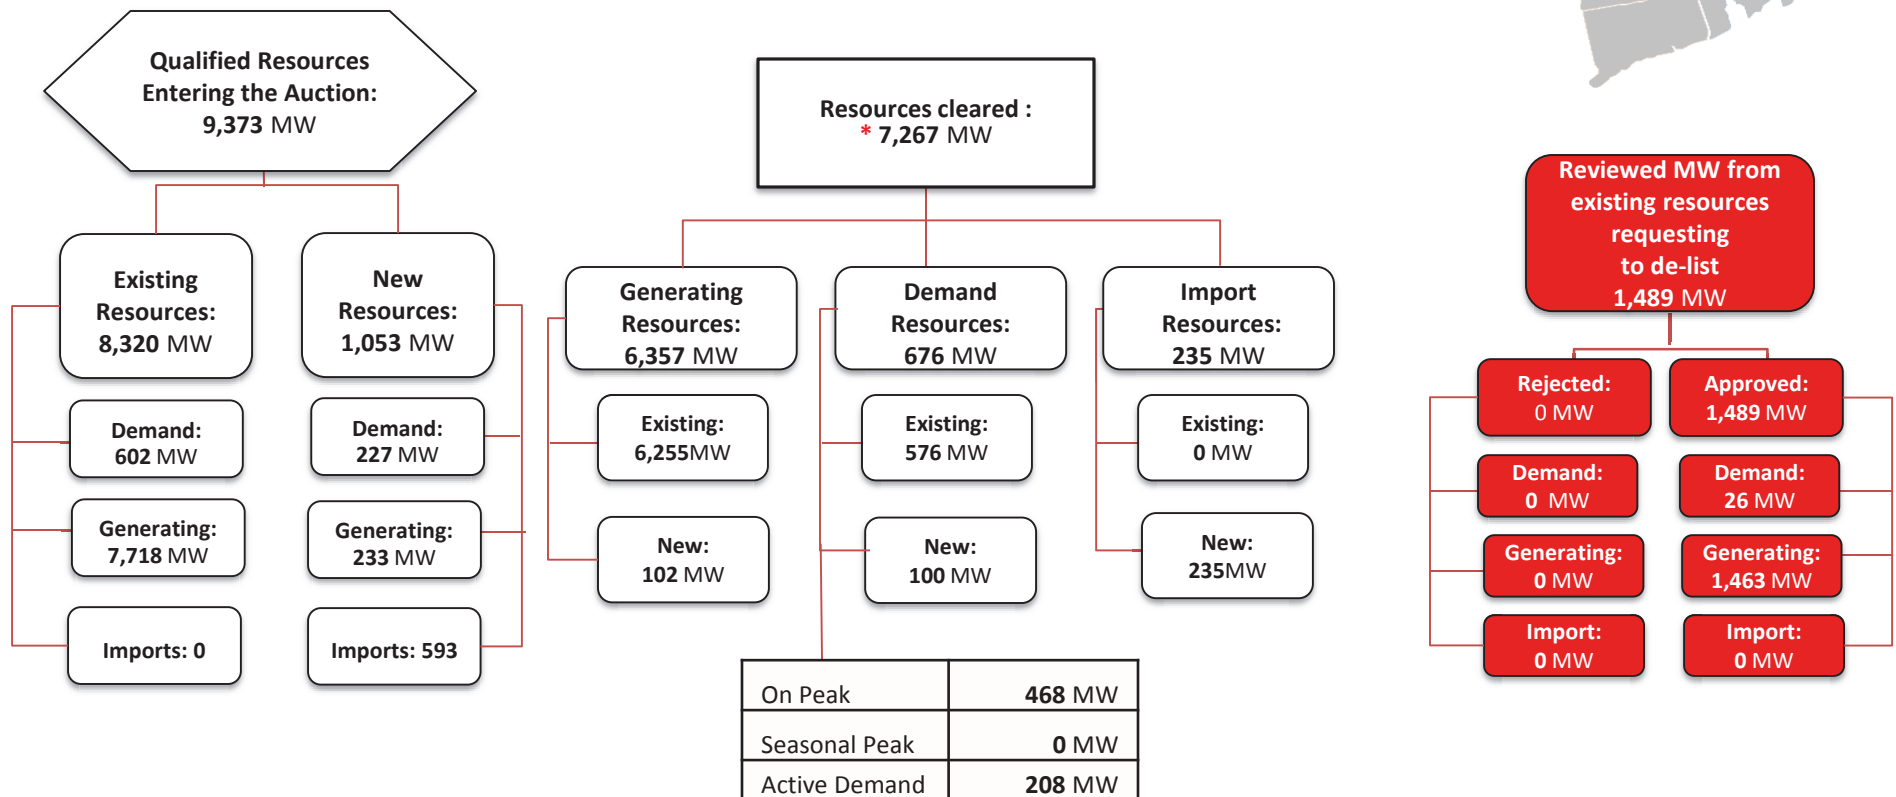 Qualified Resources
Entering the Auction:
9,373 MW
Existing
Resources:
8,320 MW
Demand:
602 MW
Generating:
7,718 MW
Imports: 0
New
Resources:
1,053 MW
Demand:
227 MW
Generating:
233 MW
Imports: 593
Resources cleared :
* 7,267 MW
Generating
Resources:
6,357 MW
Existing:
6,255MW
New:
102 MW
Demand
Resources:
676 MW
Existing:
576 MW
New:
100 MW
Import
Resources:
235 MW
Existing:
0 MW
New:
235MW
On Peak 468 MW
Seasonal Peak 0 MW
Active Demand 208 MW
Reviewed MW from
existing resources
requesting
to de-list
1,489 MW
Rejected:
0 MW
Demand:
0 MW
Generating:
0 MW
Import:
0 MW
Approved:
1,489 MW
Demand:
26 MW
Generating:
1,463 MW
Import:
0 MW